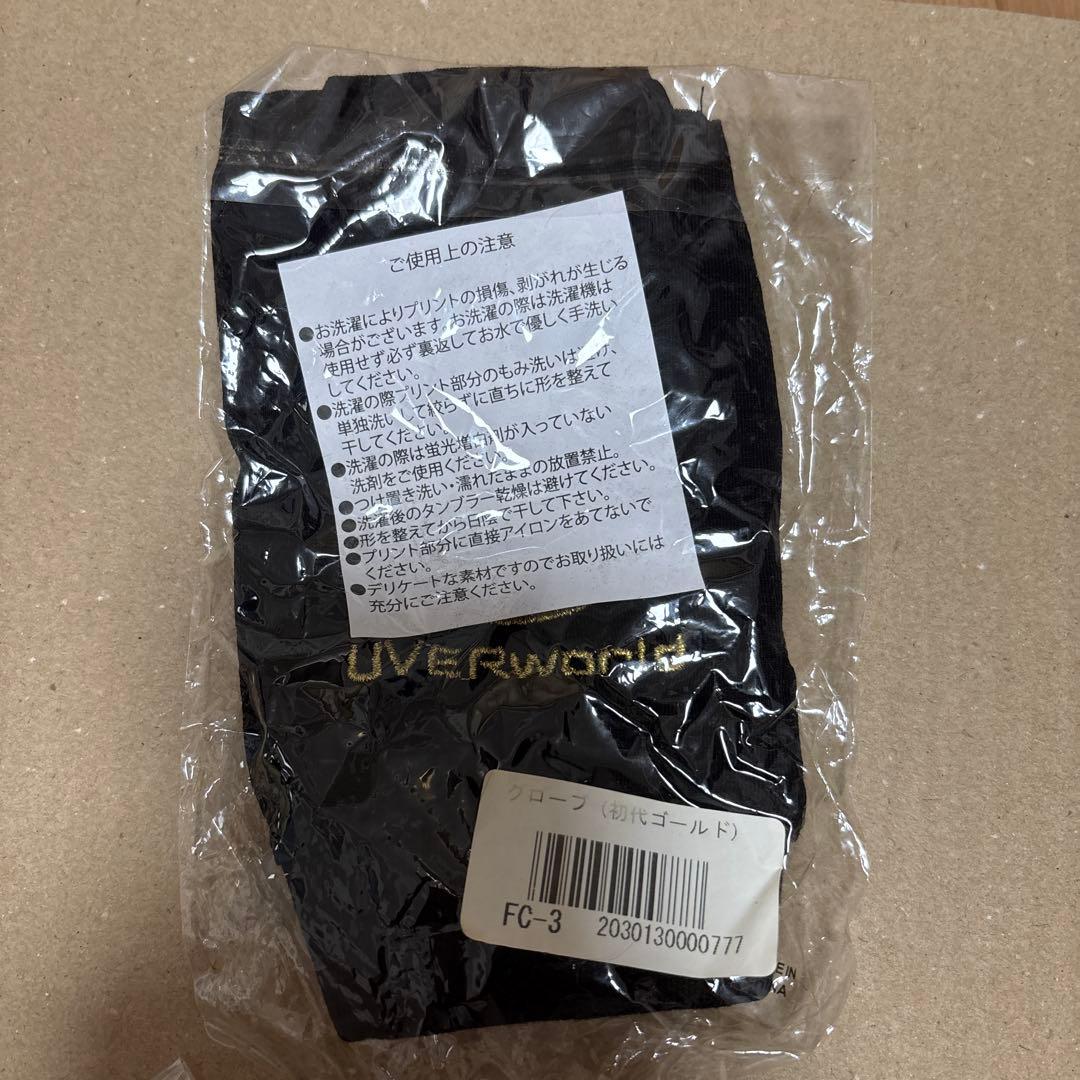 ご使用上の注意
●お洗濯によりプリントの損傷、剥がれが生じる
場合がございます。お洗濯の際は洗濯機は
使用せず必ず裏返してお水で優しく手洗い
してください。
●洗濯の際プリント部分のもみ洗いは避け、
単独洗いして絞らずに直ちに形を整えて
干してください。
●洗濯の際は蛍光増白剤が入っていない
洗剤をご使用ください。
●つけ置き洗い・濡れたままの放置禁止。
●洗濯後のタンブラー乾燥は避けてください。
●形を整えてから日陰で干して下さい。
●プリント部分に直接アイロンをあてないで
ください。
●デリケートな素材ですのでお取り扱いには
充分にご注意ください。
UVERworld
グローブ（初代ゴールド）
FC-3 2030130000777